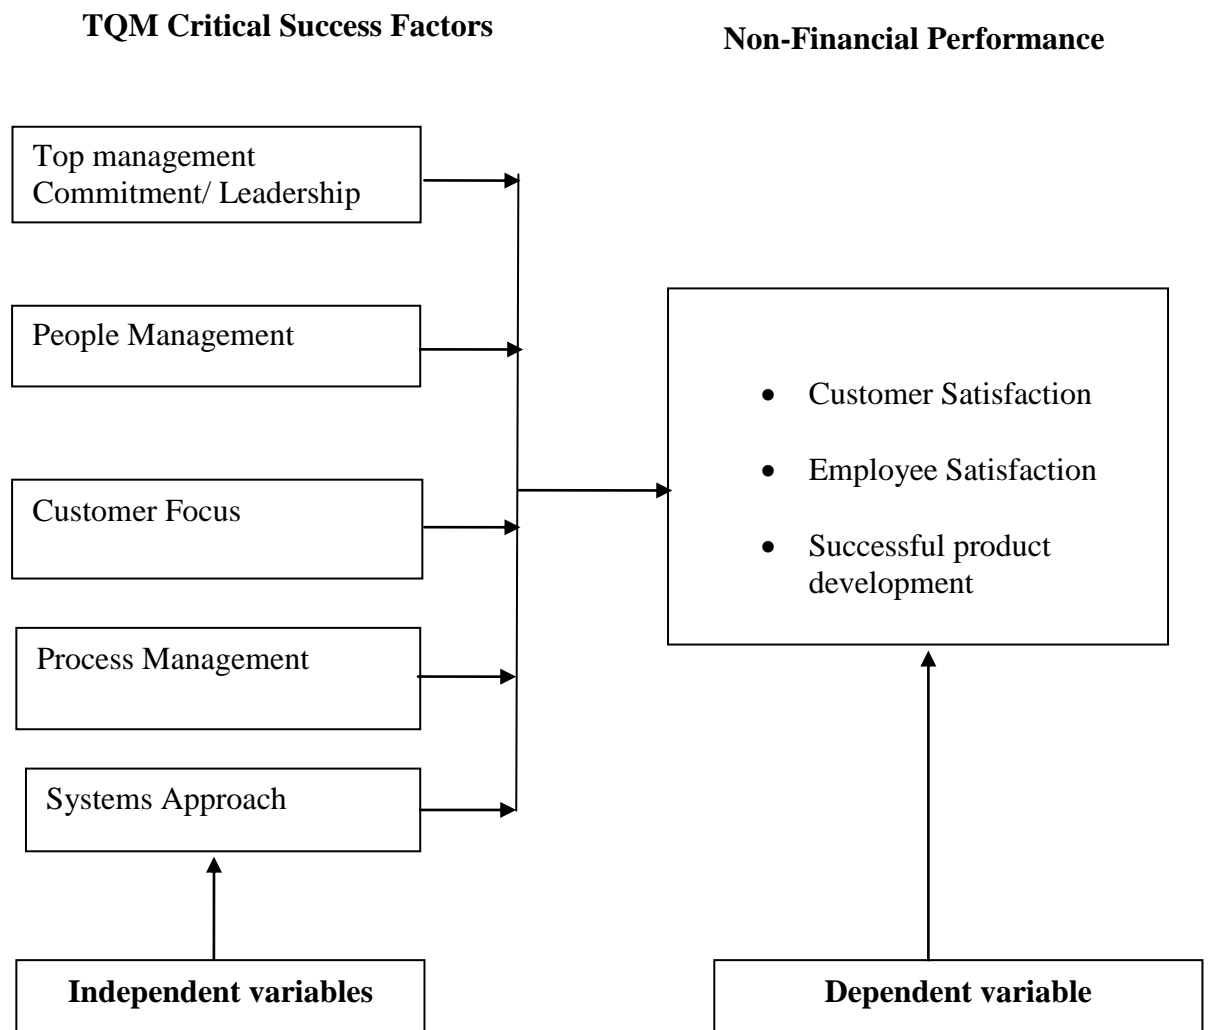 TQM Critical Success Factors
Non-Financial Performance
Top management
Commitment/ Leadership
People Management
Customer Focus
Process Management
Systems Approach
• Customer Satisfaction
• Employee Satisfaction
• Successful product
development
Independent variables
Dependent variable